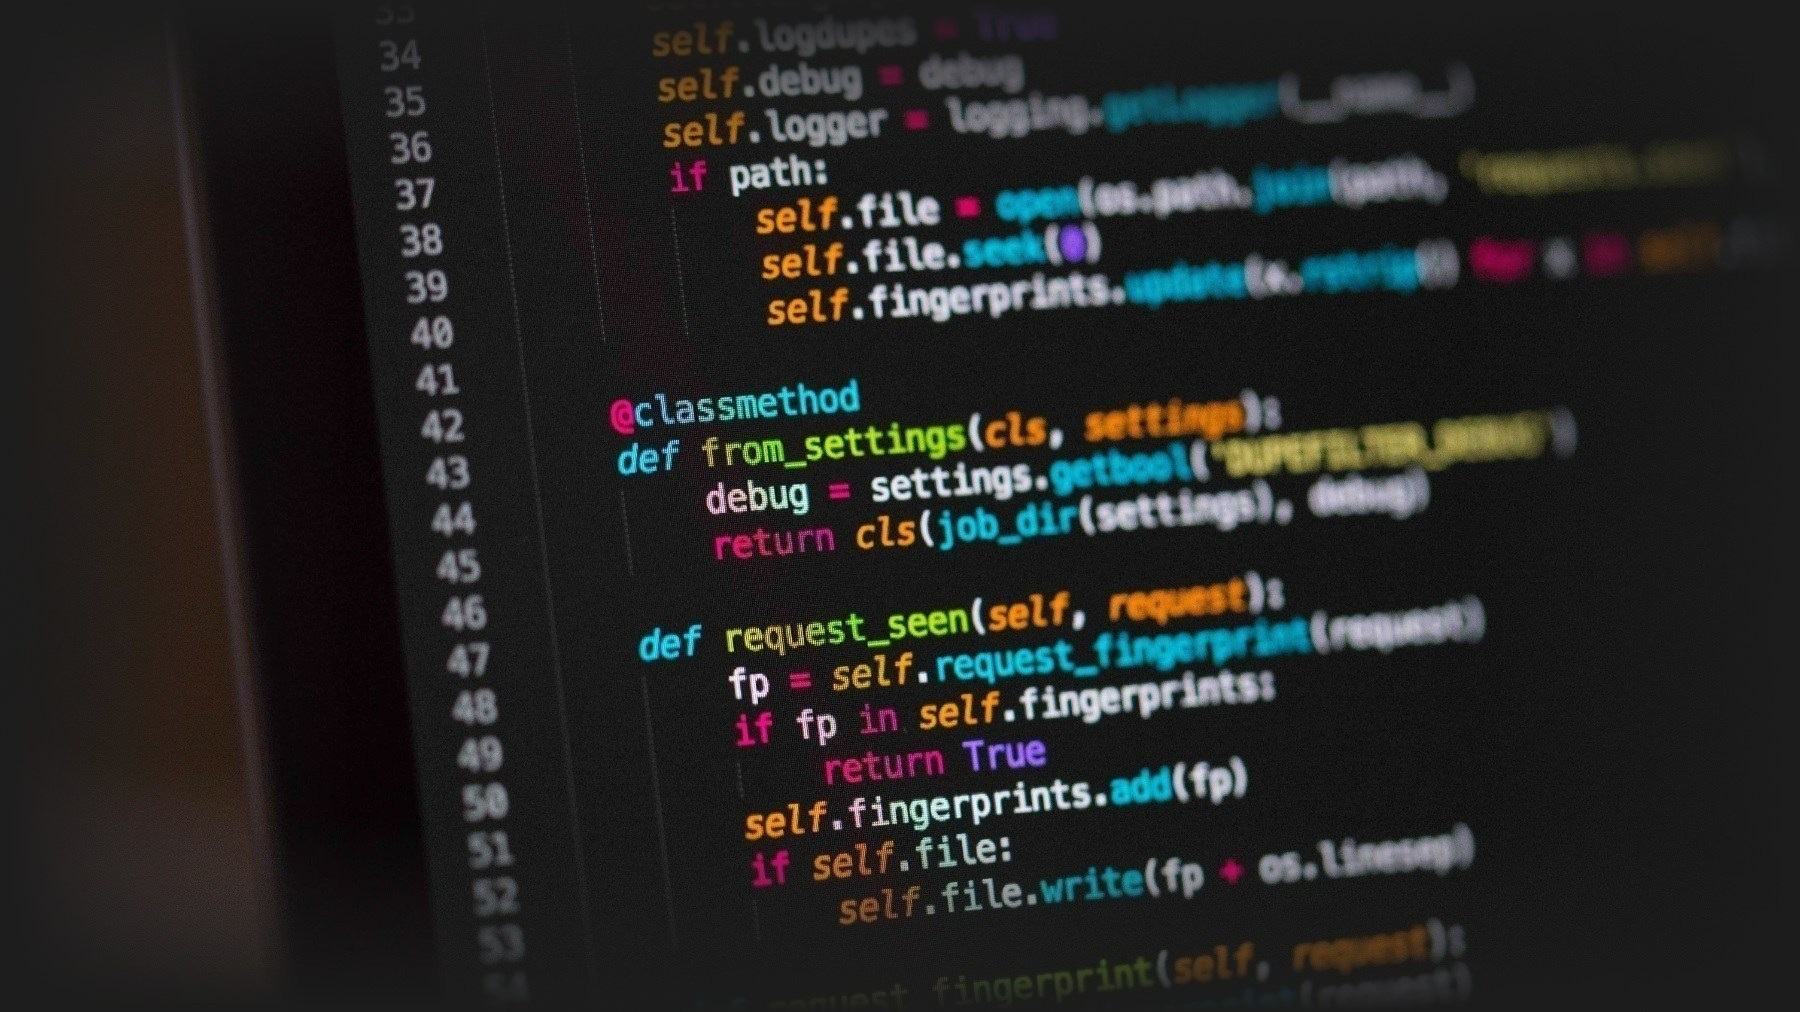 33
34 self.logdupes = True
35 self.debug = debug
36 self.logger = logging.getLogger(__name__)
37 if path:
38 self.file = open(os.path.join(path,
39 self.file.seek(0)
40 self.fingerprints.update(x.rstrip() for x in self
41
42 @classmethod
43 def from_settings(cls, settings):
44 debug = settings.getbool('DUPEFILTER_DEBUG')
45 return cls(job_dir(settings), debug)
46
47 def request_seen(self, request):
48 fp = self.request_fingerprint(request)
49 if fp in self.fingerprints:
50 return True
51 self.fingerprints.add(fp)
52 if self.file:
53 self.file.write(fp + os.linesep)
54
def request_fingerprint(self, request):
(request)